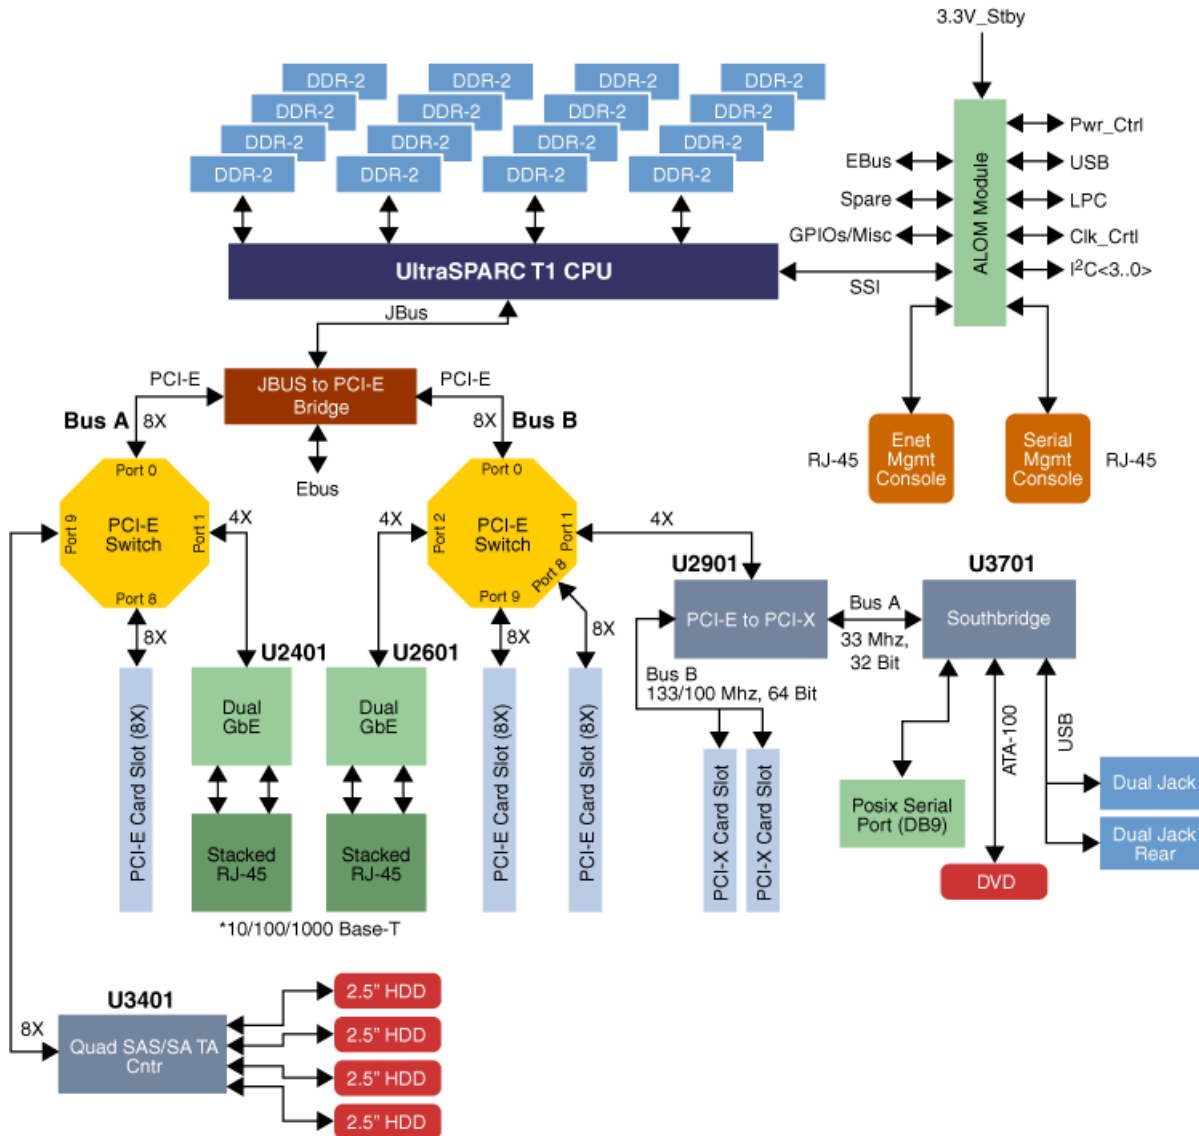 3.3V_Stby
DDR-2 DDR-2 DDR-2 DDR-2
DDR-2 DDR-2 DDR-2 DDR-2
DDR-2 DDR-2 DDR-2 DDR-2
DDR-2 DDR-2 DDR-2 DDR-2
UltraSPARC T1 CPU
SSI
ALOM Module
EBus
Spare
GPIOs/Misc
Pwr_Ctrl
USB
LPC
Clk_Crtl
I²C<3..0>
RJ-45
Enet
Mgmt
Console
Serial
Mgmt
Console
RJ-45
JBus
JBUS to PCI-E
Bridge
PCI-E
PCI-E
Bus A
8X
8X
Bus B
Ebus
Port 0
Port 9
PCI-E
Switch
Port 1
Port 8
4X
8X
Port 0
Port 2
PCI-E
Switch
Port 1
Port 8
Port 9
4X
4X
8X
8X
U2401
U2601
U2901
U3701
PCI-E to PCI-X
Bus A
33 Mhz,
32 Bit
Southbridge
Bus B
133/100 Mhz, 64 Bit
PCI-E Card Slot (8X)
Dual
GbE
Dual
GbE
Stacked
RJ-45
Stacked
RJ-45
*10/100/1000 Base-T
PCI-E Card Slot (8X)
PCI-E Card Slot (8X)
PCI-X Card Slot
PCI-X Card Slot
Posix Serial
Port (DB9)
ATA-100
USB
DVD
Dual Jack
Dual Jack
Rear
U3401
8X
Quad SAS/SA TA
Cntr
2.5" HDD
2.5" HDD
2.5" HDD
2.5" HDD